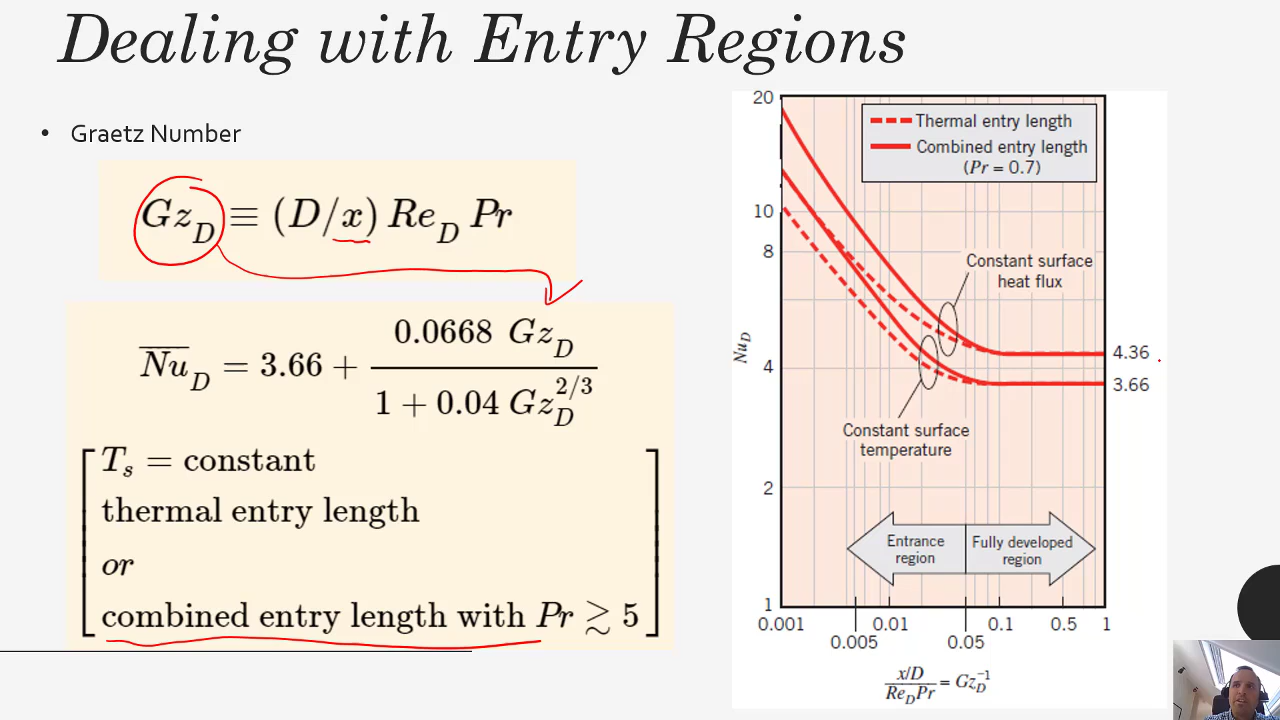 Dealing with Entry Regions
• Graetz Number
Gz_D ≡ (D/x) Re_D Pr
\overline{Nu}_D = 3.66 + \frac{0.0668 Gz_D}{1 + 0.04 Gz_D^{2/3}}
T_s = constant
thermal entry length
or
combined entry length with Pr ≳ 5
Thermal entry length
Combined entry length
(Pr = 0.7)
20
10
8
4
2
1
Nu_D
Constant surface
heat flux
4.36
3.66
Constant surface
temperature
Entrance
region
Fully developed
region
0.001
0.005
0.01
0.05
0.1
0.5
1
\frac{x/D}{Re_D Pr} = Gz_D^{-1}